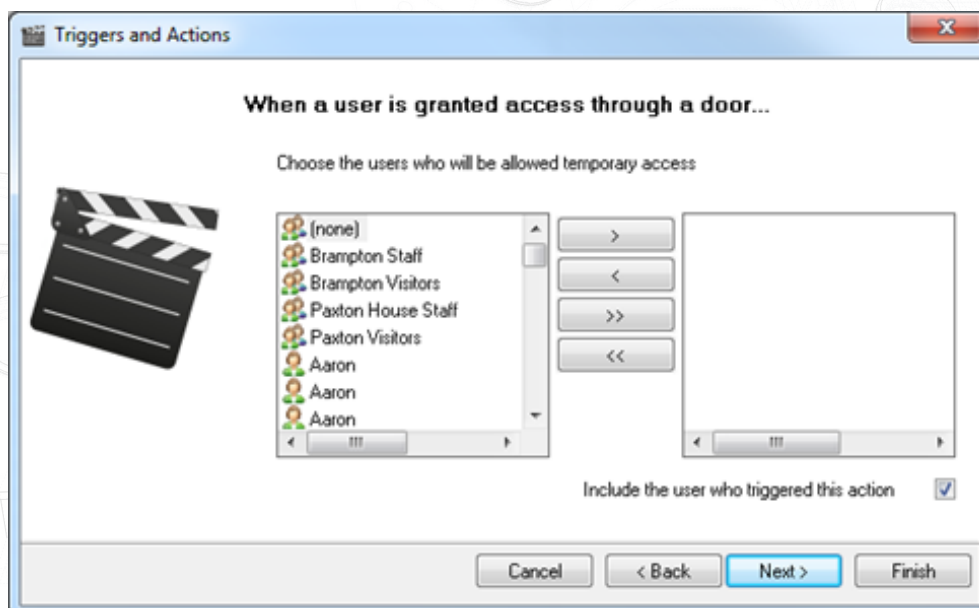 Triggers and Actions
When a user is granted access through a door...
Choose the users who will be allowed temporary access
(none)
Brampton Staff
Brampton Visitors
Paxton House Staff
Paxton Visitors
Aaron
Aaron
Aaron
>
<
>>
<<
Include the user who triggered this action
Cancel
< Back
Next >
Finish